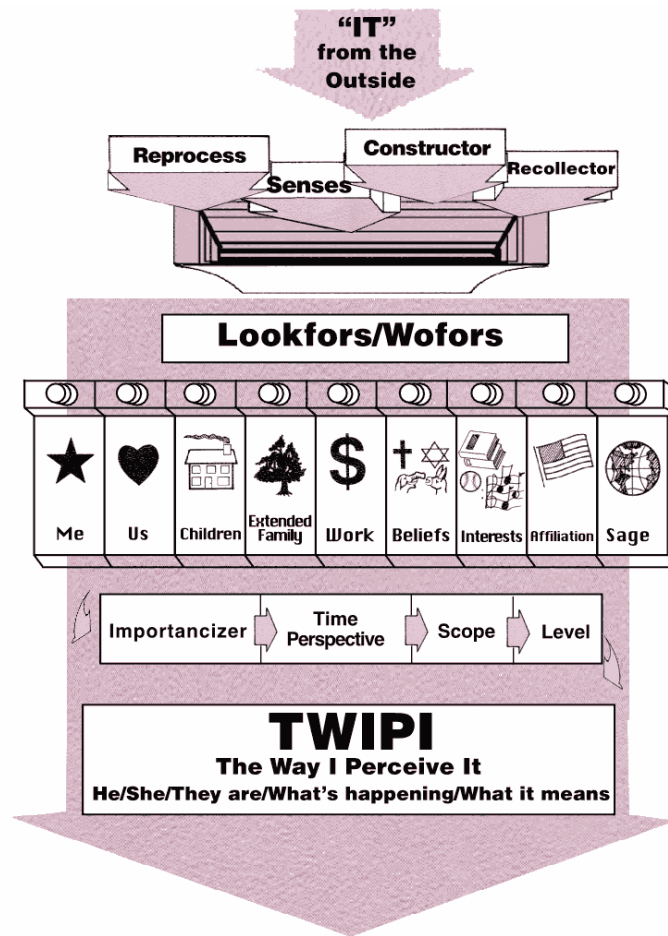 “IT”
from the
Outside
Reprocess
Senses
Constructor
Recollector
Lookfors/Wofors
Me
Us
Children
Extended
Family
$
Work
Beliefs
Interests
Affiliation
Sage
Importancizer
Time
Perspective
Scope
Level
TWIPI
The Way I Perceive It
He/She/They are/What's happening/What it means